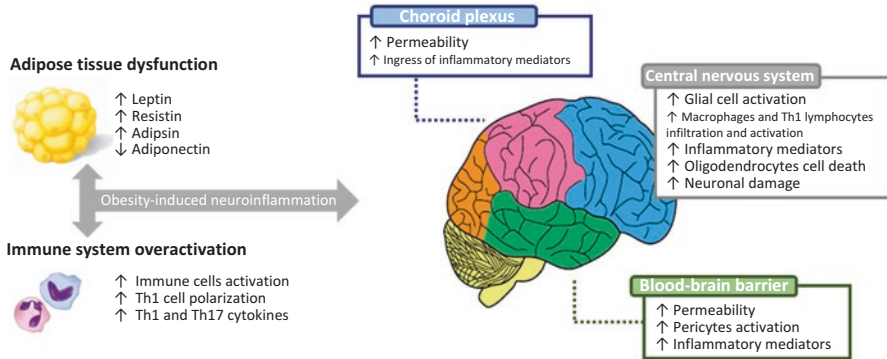 Choroid plexus
↑ Permeability
↑ Ingress of inflammatory mediators
Adipose tissue dysfunction
↑ Leptin
↑ Resistin
↑ Adipsin
↓ Adiponectin
Obesity-induced neuroinflammation
Immune system overactivation
↑ Immune cells activation
↑ Th1 cell polarization
↑ Th1 and Th17 cytokines
Central nervous system
↑ Glial cell activation
↑ Macrophages and Th1 lymphocytes
infiltration and activation
↑ Inflammatory mediators
↑ Oligodendrocytes cell death
↑ Neuronal damage
Blood-brain barrier
↑ Permeability
↑ Pericytes activation
↑ Inflammatory mediators